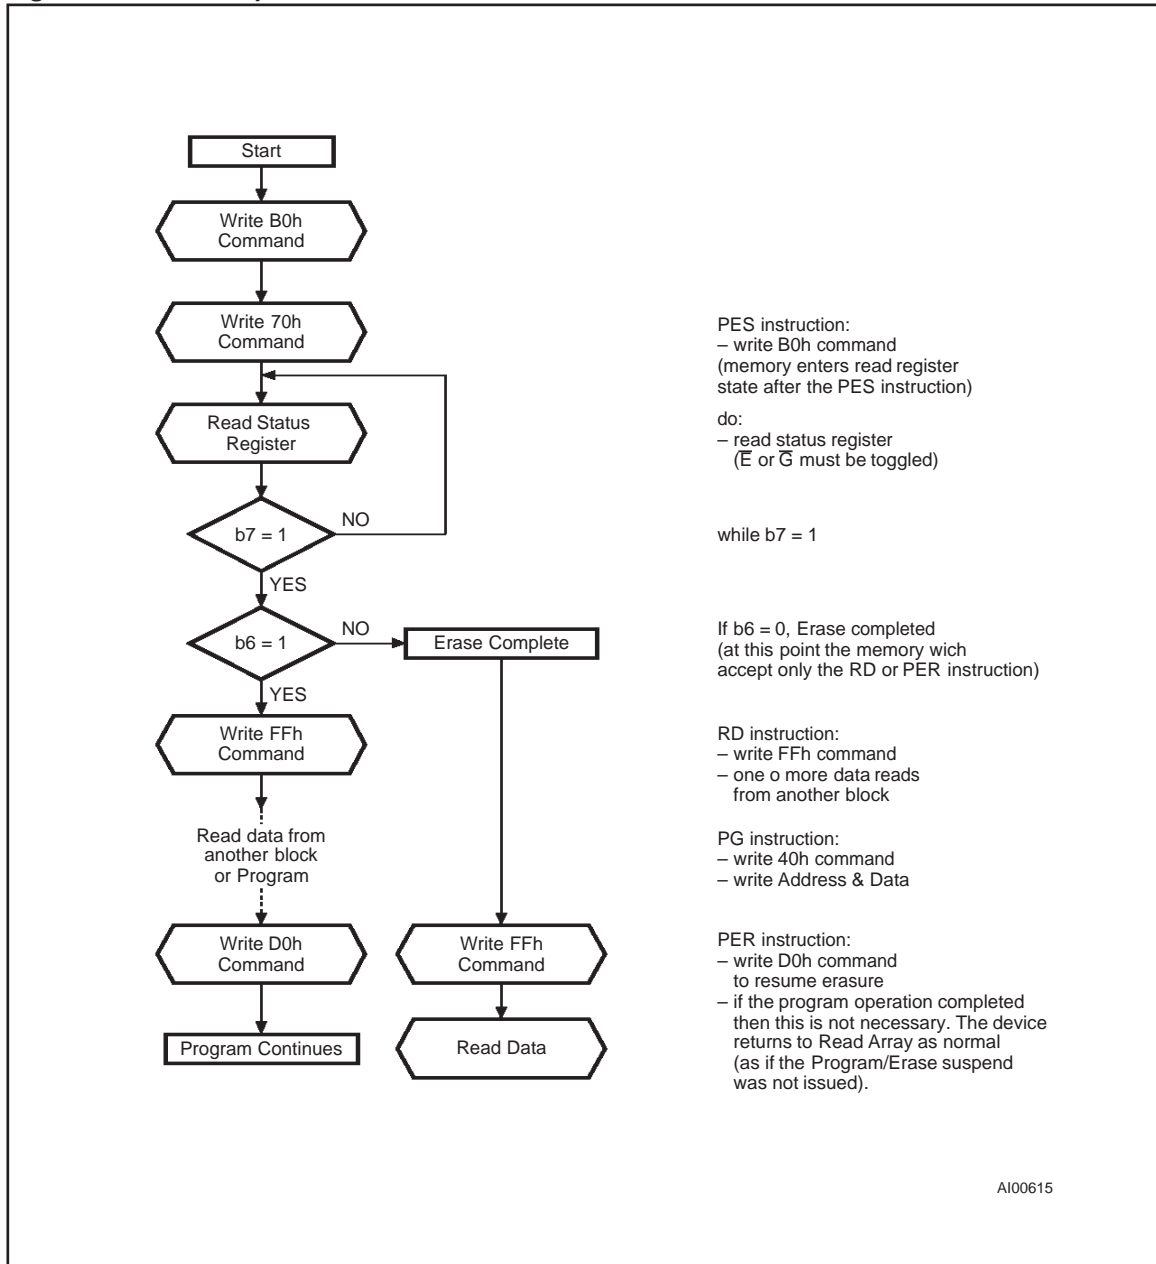 Start
Write B0h
Command
Write 70h
Command
Read Status
Register
b7 = 1
NO
YES
b6 = 1
NO
Erase Complete
YES
Write FFh
Command
Read data from
another block
or Program
Write D0h
Command
Program Continues
Write FFh
Command
Read Data
PES instruction:
– write B0h command
(memory enters read register
state after the PES instruction)
do:
– read status register
(E̅ or G̅ must be toggled)
while b7 = 1
If b6 = 0, Erase completed
(at this point the memory wich
accept only the RD or PER instruction)
RD instruction:
– write FFh command
– one o more data reads
from another block
PG instruction:
– write 40h command
– write Address & Data
PER instruction:
– write D0h command
to resume erasure
– if the program operation completed
then this is not necessary. The device
returns to Read Array as normal
(as if the Program/Erase suspend
was not issued).
AI00615